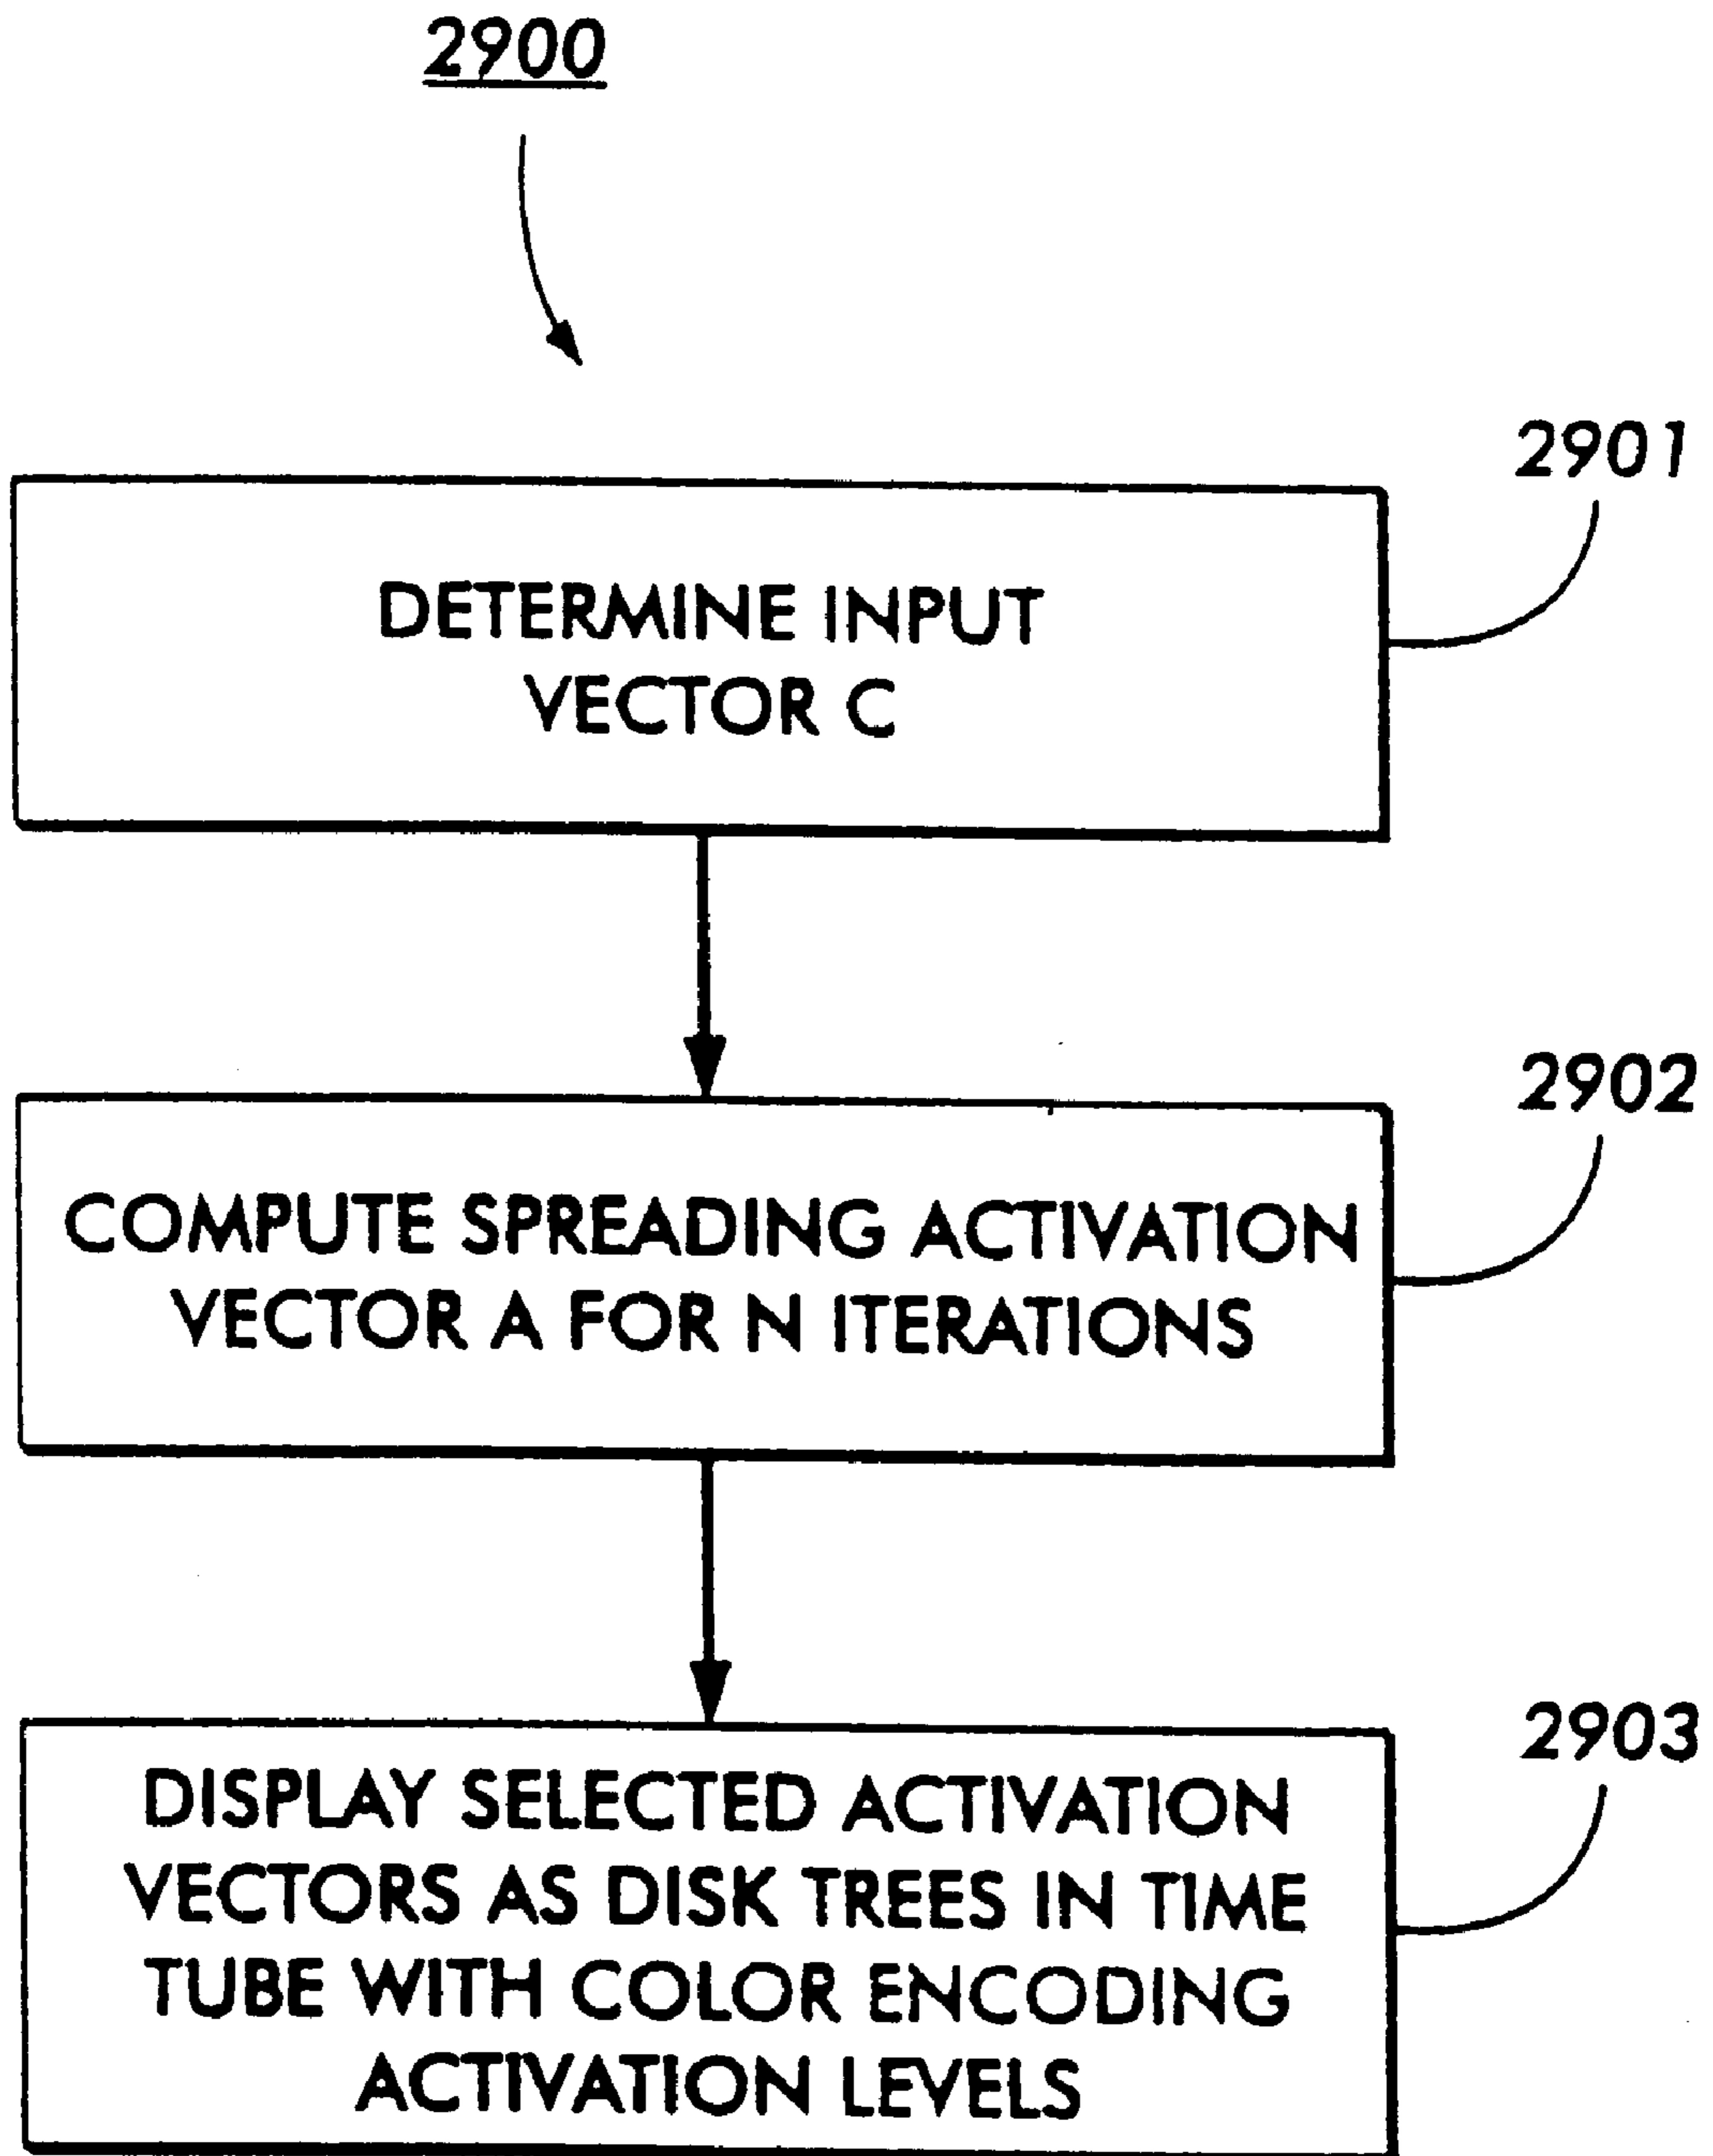 2900
2901
DETERMINE INPUT
VECTOR C
2902
COMPUTE SPREADING ACTIVATION
VECTOR A FOR N ITERATIONS
2903
DISPLAY SELECTED ACTIVATION
VECTORS AS DISK TREES IN TIME
TUBE WITH COLOR ENCODING
ACTIVATION LEVELS